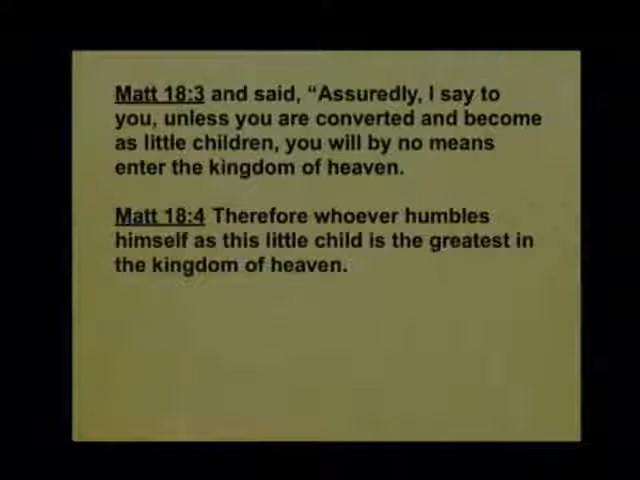 Matt 18:3 and said, “Assuredly, I say to
you, unless you are converted and become
as little children, you will by no means
enter the kingdom of heaven.
Matt 18:4 Therefore whoever humbles
himself as this little child is the greatest in
the kingdom of heaven.